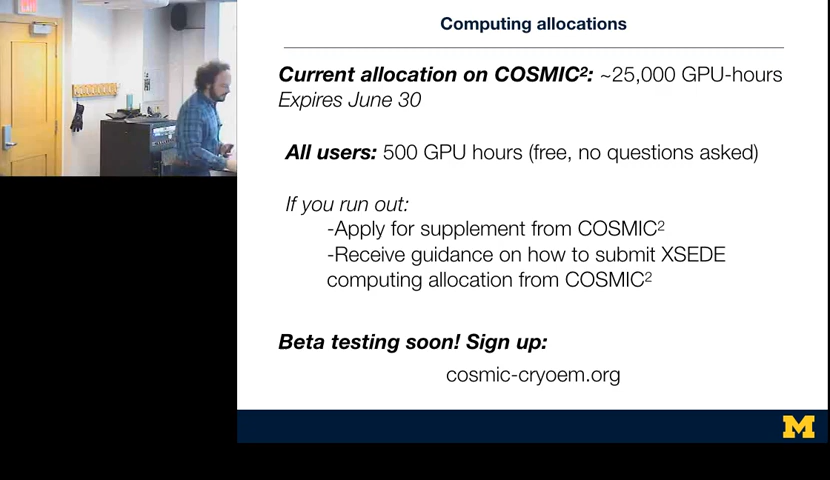 Computing allocations
Current allocation on COSMIC²: ~25,000 GPU-hours
Expires June 30
All users: 500 GPU hours (free, no questions asked)
If you run out:
-Apply for supplement from COSMIC²
-Receive guidance on how to submit XSEDE
computing allocation from COSMIC²
Beta testing soon! Sign up:
cosmic-cryoem.org
M